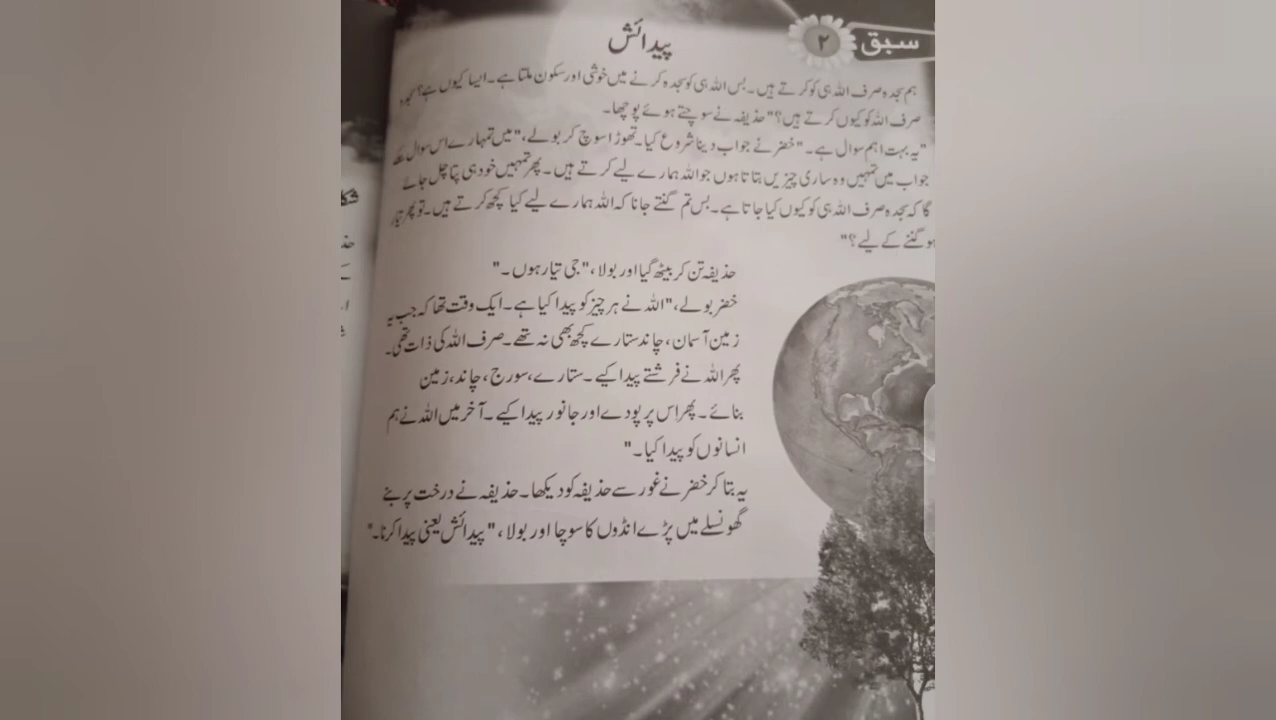 سبق ۲
پیدائش
ہم سجدہ صرف اللہ ہی کو کرتے ہیں۔ بس اللہ ہی کو سجدہ کرنے میں خوشی اور سکون ملتا ہے۔ ایسا کیوں ہے؟ سجدہ
صرف اللہ کو کیوں کرتے ہیں؟" حذیفہ نے سوچتے ہوئے پوچھا۔
"یہ بہت اہم سوال ہے۔" خضر نے جواب دینا شروع کیا۔ تھوڑا سوچ کر بولے، "میں تمہارے اس سوال کے
جواب میں تمہیں وہ ساری چیزیں بتاتا ہوں جو اللہ ہمارے لیے کرتے ہیں۔ پھر تمہیں خود ہی پتا چل جائے
گا کہ سجدہ صرف اللہ ہی کو کیوں کیا جاتا ہے۔ بس تم گنتے جانا کہ اللہ ہمارے لیے کیا کچھ کرتے ہیں۔ تو پھر تیار
ہو گننے کے لیے؟"
حذیفہ تن کر بیٹھ گیا اور بولا، "جی تیار ہوں۔"
خضر بولے، "اللہ نے ہر چیز کو پیدا کیا ہے۔ ایک وقت تھا کہ جب یہ
زمین آسمان، چاند ستارے کچھ بھی نہ تھے۔ صرف اللہ کی ذات تھی۔
پھر اللہ نے فرشتے پیدا کیے۔ ستارے، سورج، چاند، زمین
بنائے۔ پھر اس پر پودے اور جانور پیدا کیے۔ آخر میں اللہ نے ہم
انسانوں کو پیدا کیا۔"
یہ بتا کر خضر نے غور سے حذیفہ کو دیکھا۔ حذیفہ نے درخت پر بنے
گھونسلے میں پڑے انڈوں کا سوچا اور بولا، "پیدائش یعنی پیدا کرنا۔"